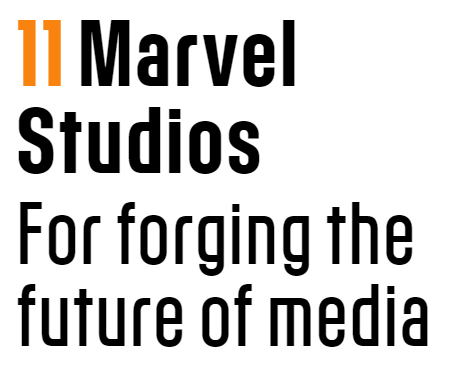 11 Marvel
Studios
For forging the
future of media